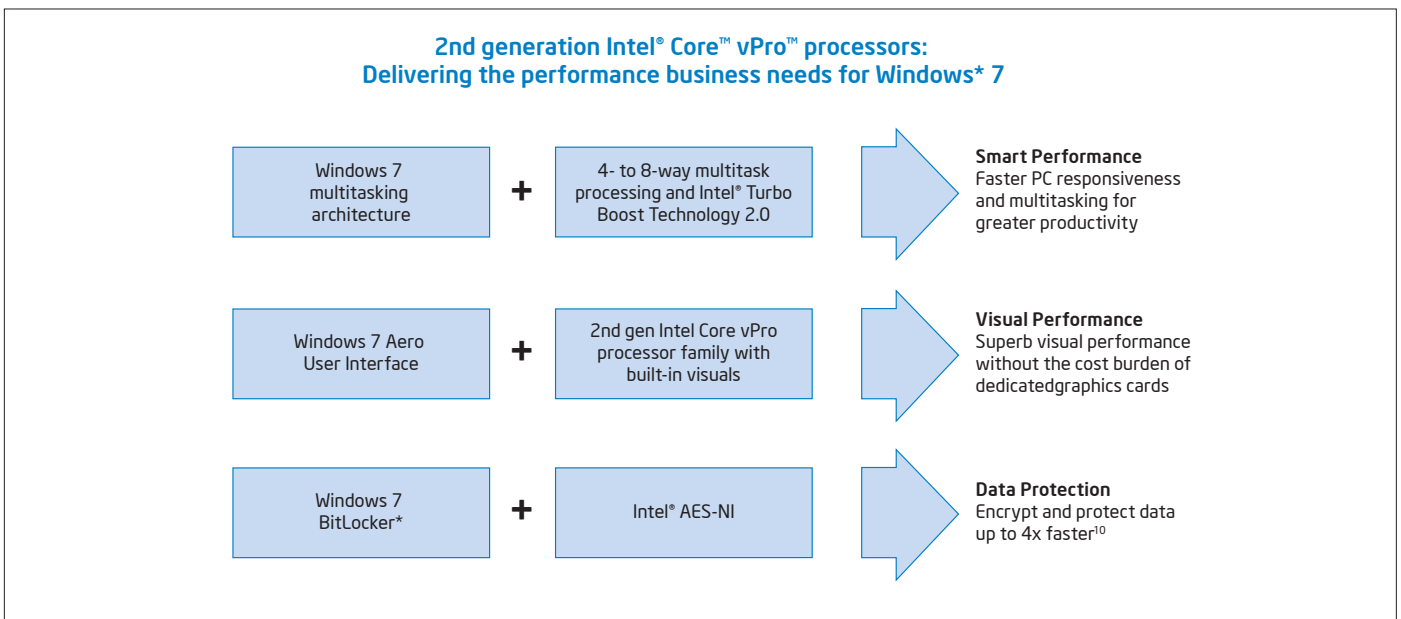 2nd generation Intel® Core™ vPro™ processors:
Delivering the performance business needs for Windows* 7
Windows 7
multitasking
architecture
+
4- to 8-way multitask
processing and Intel® Turbo
Boost Technology 2.0
Smart Performance
Faster PC responsiveness
and multitasking for
greater productivity
Windows 7 Aero
User Interface
+
2nd gen Intel Core vPro
processor family with
built-in visuals
Visual Performance
Superb visual performance
without the cost burden of
dedicatedgraphics cards
Windows 7
BitLocker*
+
Intel® AES-NI
Data Protection
Encrypt and protect data
up to 4x faster¹⁰